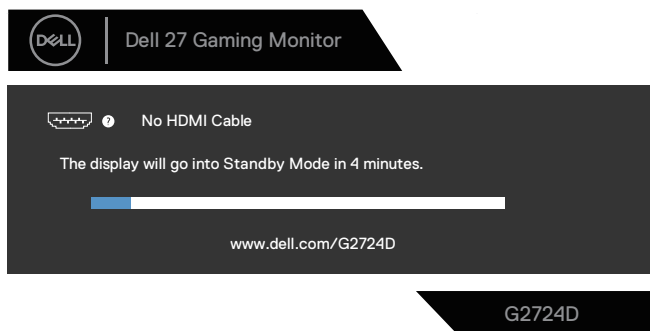 DELL
Dell 27 Gaming Monitor
? No HDMI Cable
The display will go into Standby Mode in 4 minutes.
www.dell.com/G2724D
G2724D